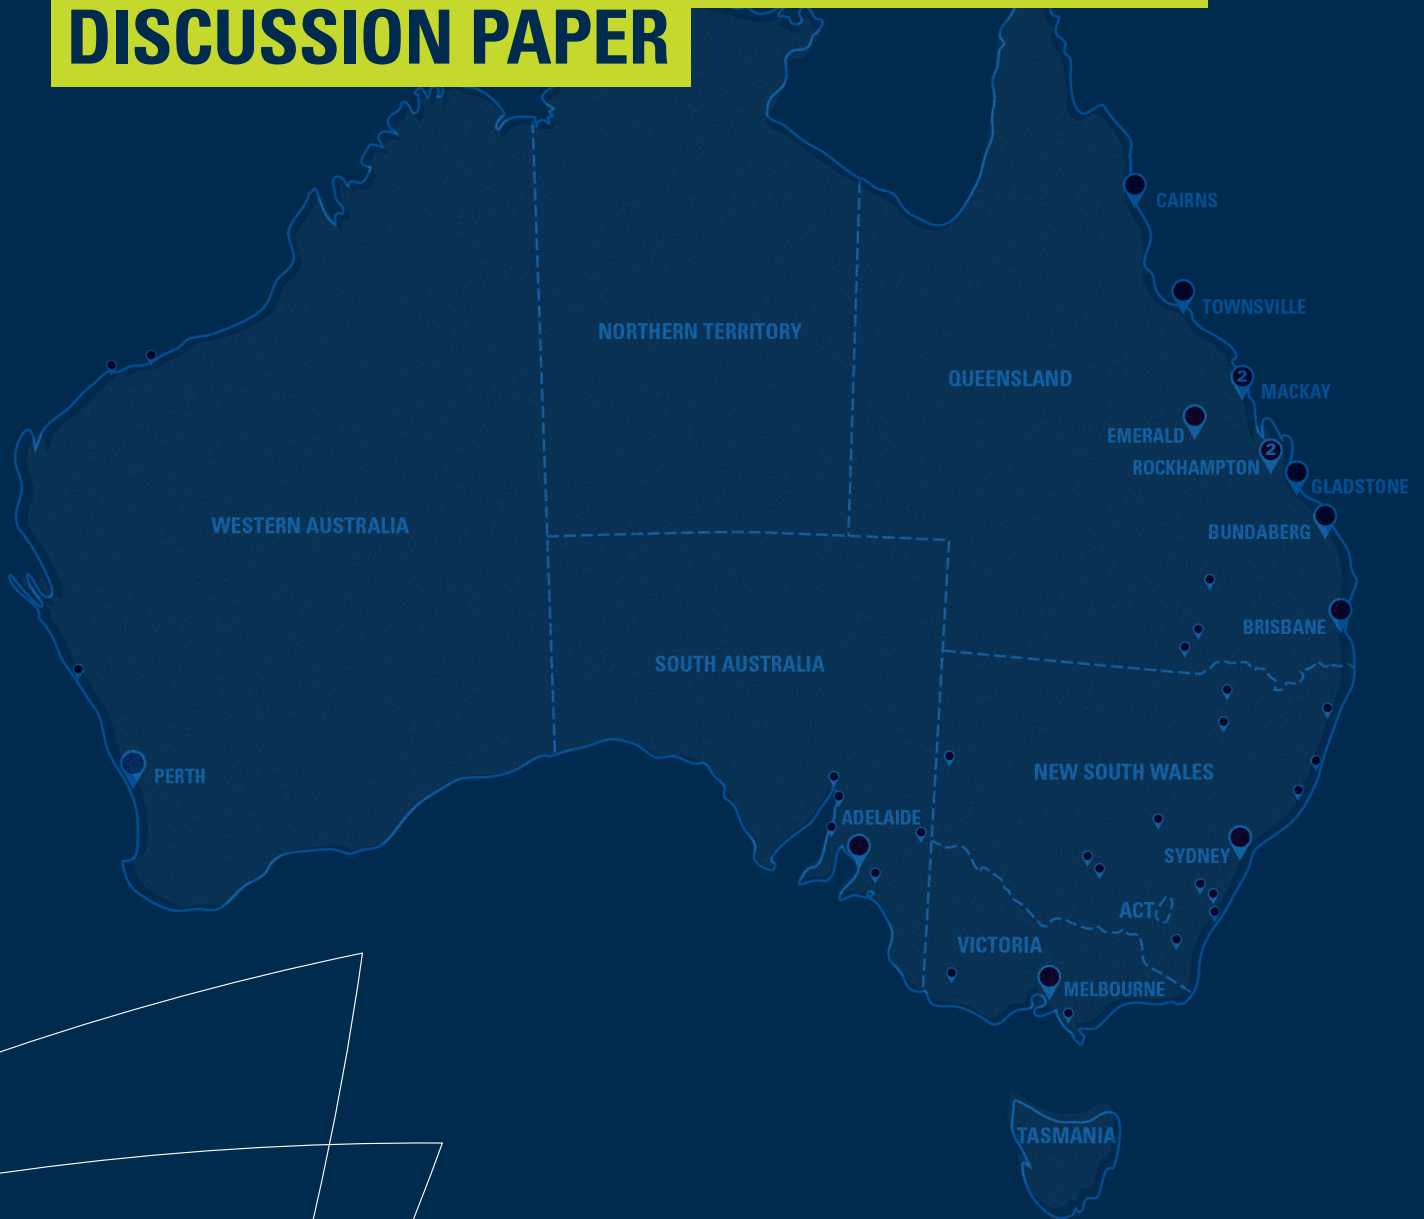 DISCUSSION PAPER
CAIRNS
TOWNSVILLE
NORTHERN TERRITORY
QUEENSLAND
2
MACKAY
EMERALD
2
ROCKHAMPTON
GLADSTONE
WESTERN AUSTRALIA
BUNDABERG
BRISBANE
SOUTH AUSTRALIA
PERTH
NEW SOUTH WALES
ADELAIDE
SYDNEY
ACT
VICTORIA
MELBOURNE
TASMANIA